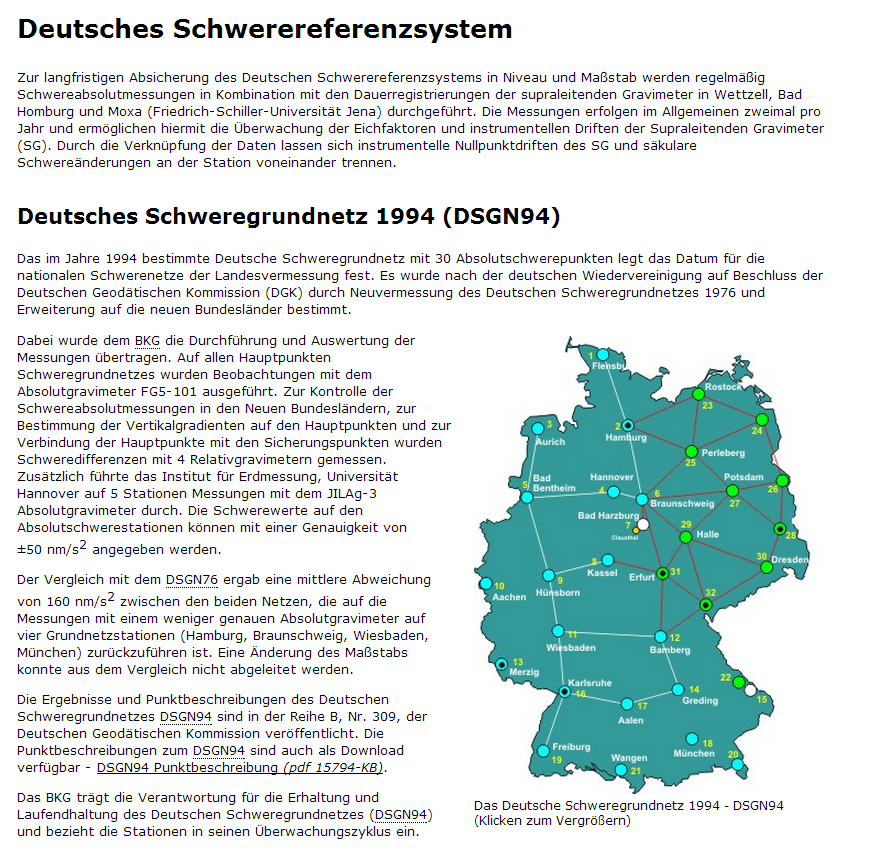 Deutsches Schwerereferenzsystem
Zur langfristigen Absicherung des Deutschen Schwerereferenzsystems in Niveau und Maßstab werden regelmäßig
Schwereabsolutmessungen in Kombination mit den Dauerregistrierungen der supraleitenden Gravimeter in Wettzell, Bad
Homburg und Moxa (Friedrich-Schiller-Universität Jena) durchgeführt. Die Messungen erfolgen im Allgemeinen zweimal pro
Jahr und ermöglichen hiermit die Überwachung der Eichfaktoren und instrumentellen Driften der Supraleitenden Gravimeter
(SG). Durch die Verknüpfung der Daten lassen sich instrumentelle Nullpunktdriften des SG und säkulare
Schwereänderungen an der Station voneinander trennen.
Deutsches Schweregrundnetz 1994 (DSGN94)
Das im Jahre 1994 bestimmte Deutsche Schweregrundnetz mit 30 Absolutschwerepunkten legt das Datum für die
nationalen Schwerenetze der Landesvermessung fest. Es wurde nach der deutschen Wiedervereinigung auf Beschluss der
Deutschen Geodätischen Kommission (DGK) durch Neuvermessung des Deutschen Schweregrundnetzes 1976 und
Erweiterung auf die neuen Bundesländer bestimmt.
Dabei wurde dem BKG die Durchführung und Auswertung der
Messungen übertragen. Auf allen Hauptpunkten
Schweregrundnetzes wurden Beobachtungen mit dem
Absolutgravimeter FG5-101 ausgeführt. Zur Kontrolle der
Schwereabsolutmessungen in den Neuen Bundesländern, zur
Bestimmung der Vertikalgradienten auf den Hauptpunkten und zur
Verbindung der Hauptpunkte mit den Sicherungspunkten wurden
Schweredifferenzen mit 4 Relativgravimetern gemessen.
Zusätzlich führte das Institut für Erdmessung, Universität
Hannover auf 5 Stationen Messungen mit dem JILAg-3
Absolutgravimeter durch. Die Schwerewerte auf den
Absolutschwerestationen können mit einer Genauigkeit von
±50 nm/s2 angegeben werden.
Der Vergleich mit dem DSGN76 ergab eine mittlere Abweichung
von 160 nm/s2 zwischen den beiden Netzen, die auf die
Messungen mit einem weniger genauen Absolutgravimeter auf
vier Grundnetzstationen (Hamburg, Braunschweig, Wiesbaden,
München) zurückzuführen ist. Eine Änderung des Maßstabs
konnte aus dem Vergleich nicht abgeleitet werden.
Die Ergebnisse und Punktbeschreibungen des Deutschen
Schweregrundnetzes DSGN94 sind in der Reihe B, Nr. 309, der
Deutschen Geodätischen Kommission veröffentlicht. Die
Punktbeschreibungen zum DSGN94 sind auch als Download
verfügbar - DSGN94 Punktbeschreibung (pdf 15794-KB).
Das BKG trägt die Verantwortung für die Erhaltung und
Laufendhaltung des Deutschen Schweregrundnetzes (DSGN94)
und bezieht die Stationen in seinen Überwachungszyklus ein.
1
Flensbu
Rostock
23
24
2
Hamburg
3
Aurich
25
Perleberg
5
Bad
Bentheim
Hannover
4
6
Braunschweig
Potsdam
27
26
Bad Harzburg
7
Clausthal
29
Halle
28
8
Kassel
Erfurt
31
30
Dresden
9
Hünsborn
10
Aachen
32
11
Wiesbaden
12
Bamberg
13
Merzig
Karlsruhe
16
17
Aalen
14
Greding
22
15
Freiburg
19
Wangen
21
18
München
20
Das Deutsche Schweregrundnetz 1994 - DSGN94
(Klicken zum Vergrößern)